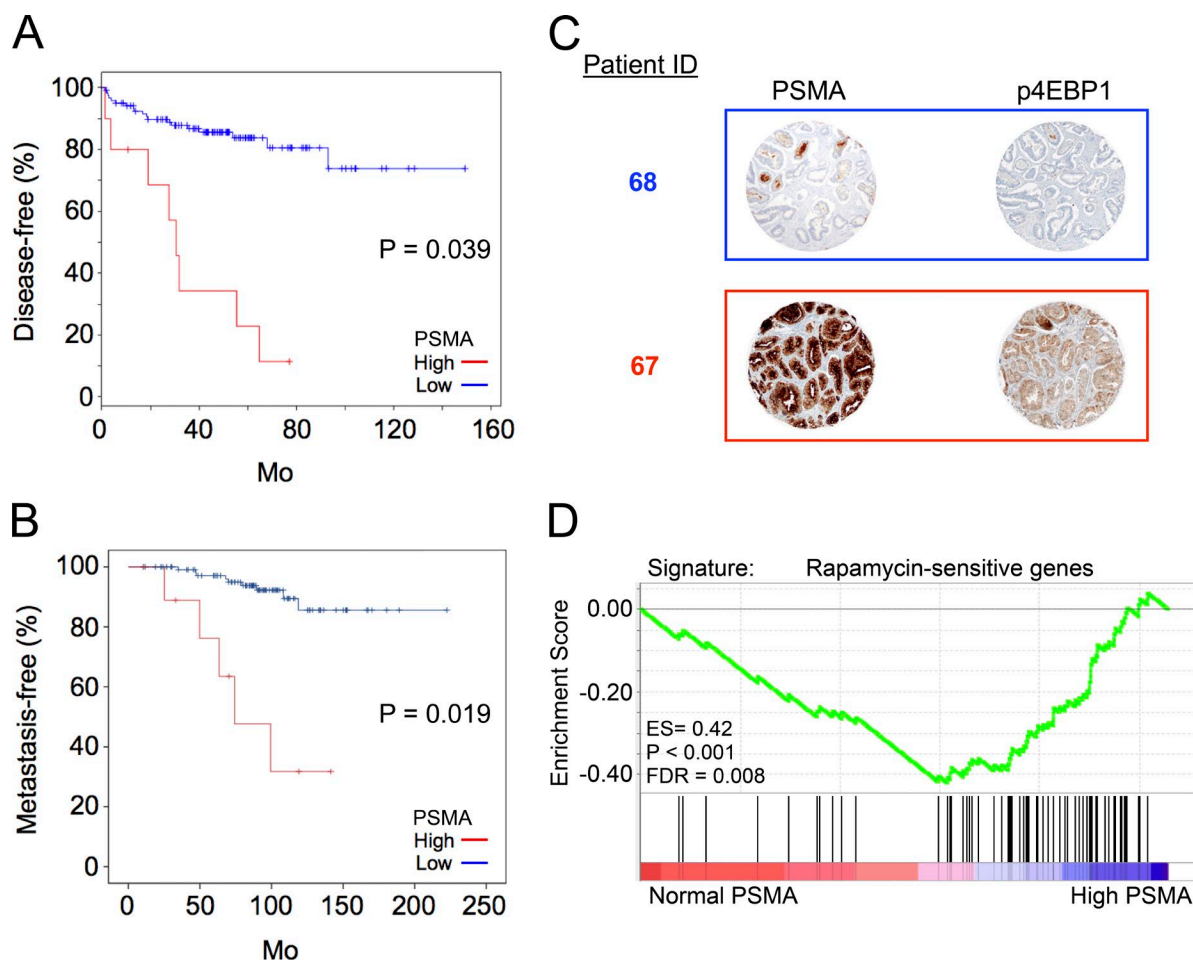 A
Disease-free (%)
100
80
60
40
20
0
P = 0.039
PSMA
High
Low
0 40 80 120 160
Mo
B
Metastasis-free (%)
100
80
60
40
20
0
P = 0.019
PSMA
High
Low
0 50 100 150 200 250
Mo
C
Patient ID
PSMA p4EBP1
68
67
D
Signature: Rapamycin-sensitive genes
Enrichment Score
0.00
-0.20
-0.40
ES= 0.42
P < 0.001
FDR = 0.008
Normal PSMA High PSMA